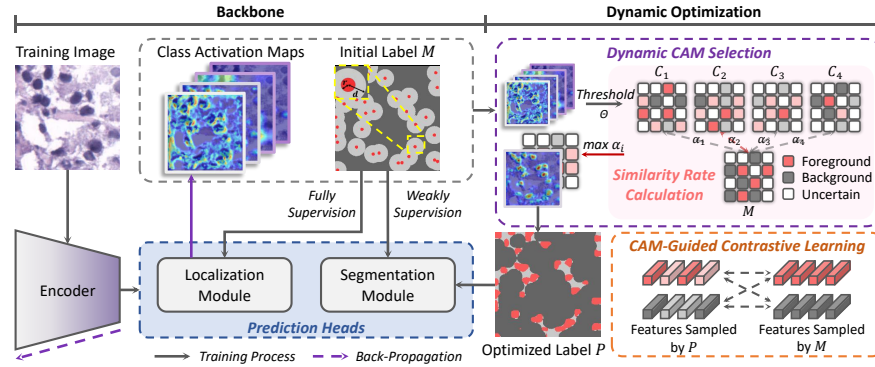 Backbone
Dynamic Optimization
Training Image
Class Activation Maps
Initial Label M
r
d
Fully
Supervision
Weakly
Supervision
Encoder
Localization
Module
Segmentation
Module
Prediction Heads
Training Process
Back-Propagation
Dynamic CAM Selection
Threshold
Θ
C₁
C₂
C₃
C₄
max αᵢ
α₁
α₂
α₃
α₄
Similarity Rate
Calculation
M
Foreground
Background
Uncertain
Optimized Label P
CAM-Guided Contrastive Learning
Features Sampled
by P
Features Sampled
by M